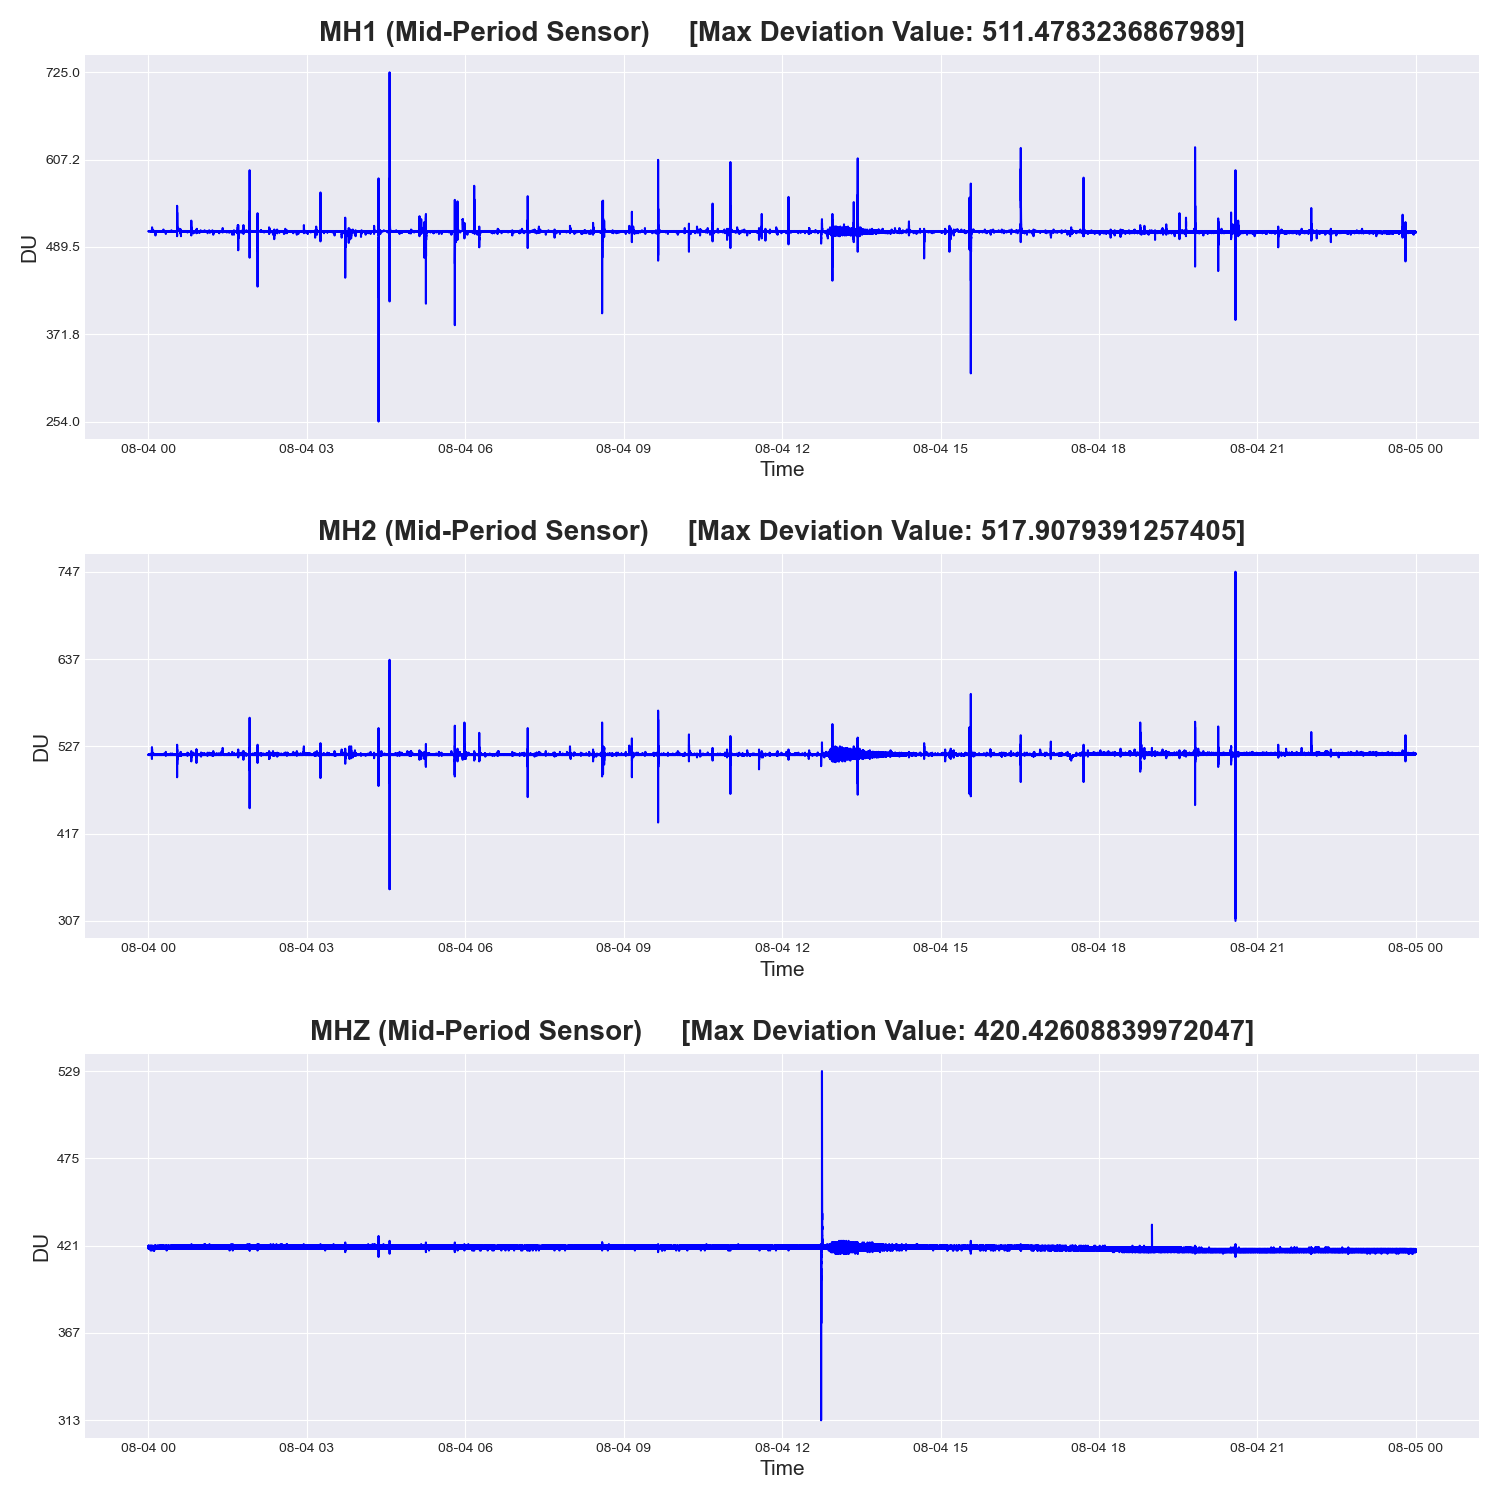 MH1 (Mid-Period Sensor) [Max Deviation Value: 511.4783236867989]
725.0
607.2
489.5
371.8
254.0
DU
08-04 00 08-04 03 08-04 06 08-04 09 08-04 12 08-04 15 08-04 18 08-04 21 08-05 00
Time
MH2 (Mid-Period Sensor) [Max Deviation Value: 517.9079391257405]
747
637
527
417
307
DU
08-04 00 08-04 03 08-04 06 08-04 09 08-04 12 08-04 15 08-04 18 08-04 21 08-05 00
Time
MHZ (Mid-Period Sensor) [Max Deviation Value: 420.42608839972047]
529
475
421
367
313
DU
08-04 00 08-04 03 08-04 06 08-04 09 08-04 12 08-04 15 08-04 18 08-04 21 08-05 00
Time